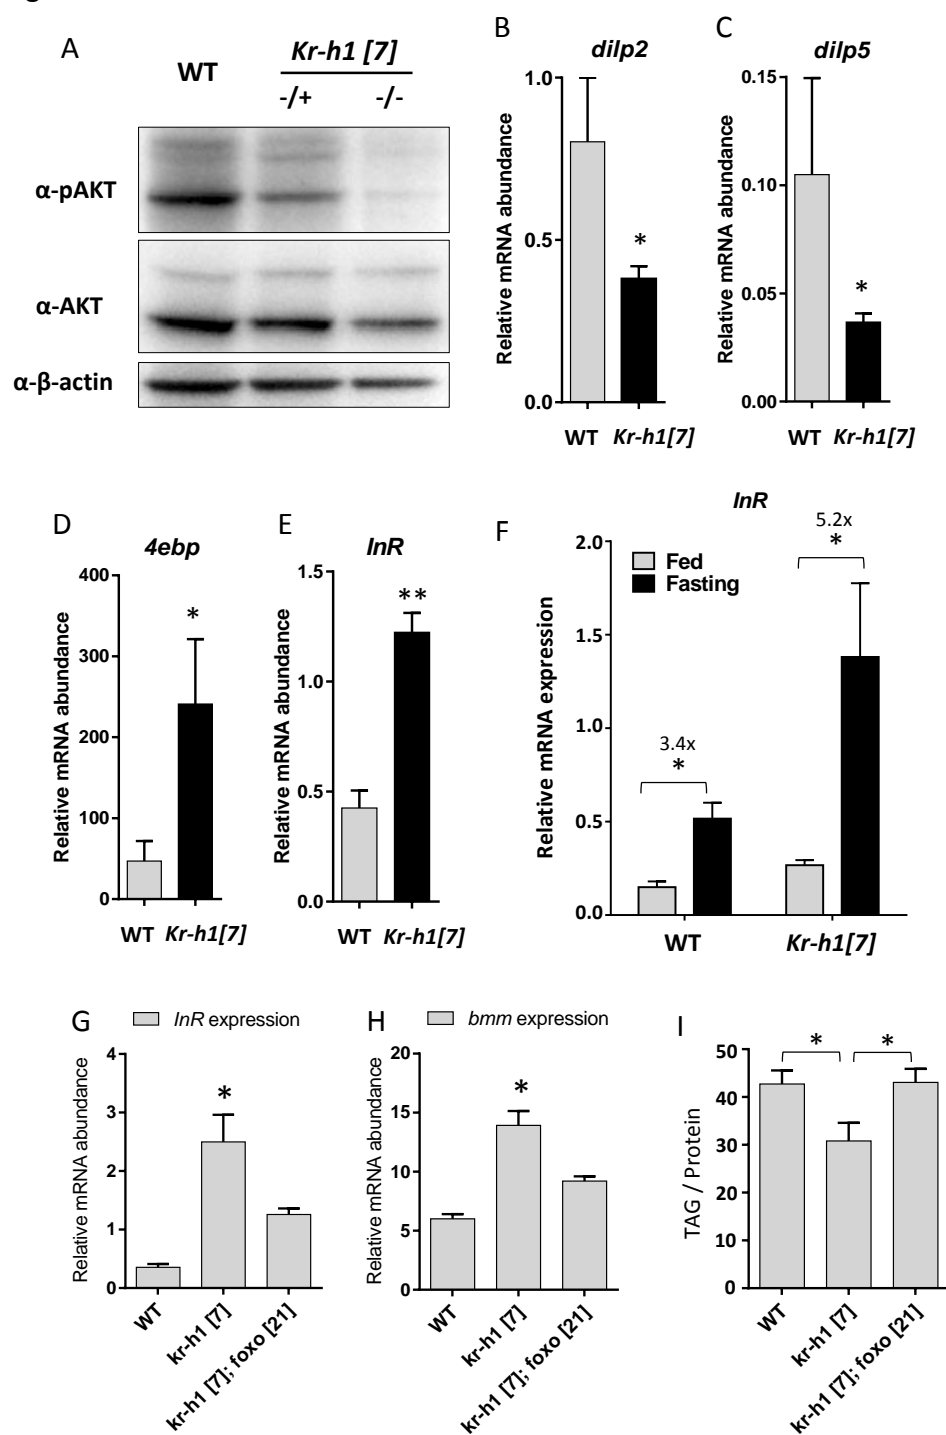 A
WT
Kr-h1 [7]
-/+
-/-
α-pAKT
α-AKT
α-β-actin
B
dilp2
Relative mRNA abundance
1.0
0.5
0.0
*
WT Kr-h1[7]
C
dilp5
Relative mRNA abundance
0.15
0.10
0.05
0.00
*
WT Kr-h1[7]
D
4ebp
Relative mRNA abundance
400
300
200
100
0
*
WT Kr-h1[7]
E
InR
Relative mRNA abundance
1.5
1.0
0.5
0.0
**
WT Kr-h1[7]
F
InR
Relative mRNA expression
2.0
1.5
1.0
0.5
0.0
Fed
Fasting
3.4x
*
5.2x
*
WT
Kr-h1[7]
G
InR expression
Relative mRNA abundance
4
3
2
1
0
*
WT
kr-h1 [7]
kr-h1 [7]; foxo [21]
H
bmm expression
Relative mRNA abundance
20
15
10
5
0
*
WT
kr-h1 [7]
kr-h1 [7]; foxo [21]
I
TAG / Protein
50
40
30
20
10
0
*
*
WT
kr-h1 [7]
kr-h1 [7]; foxo [21]